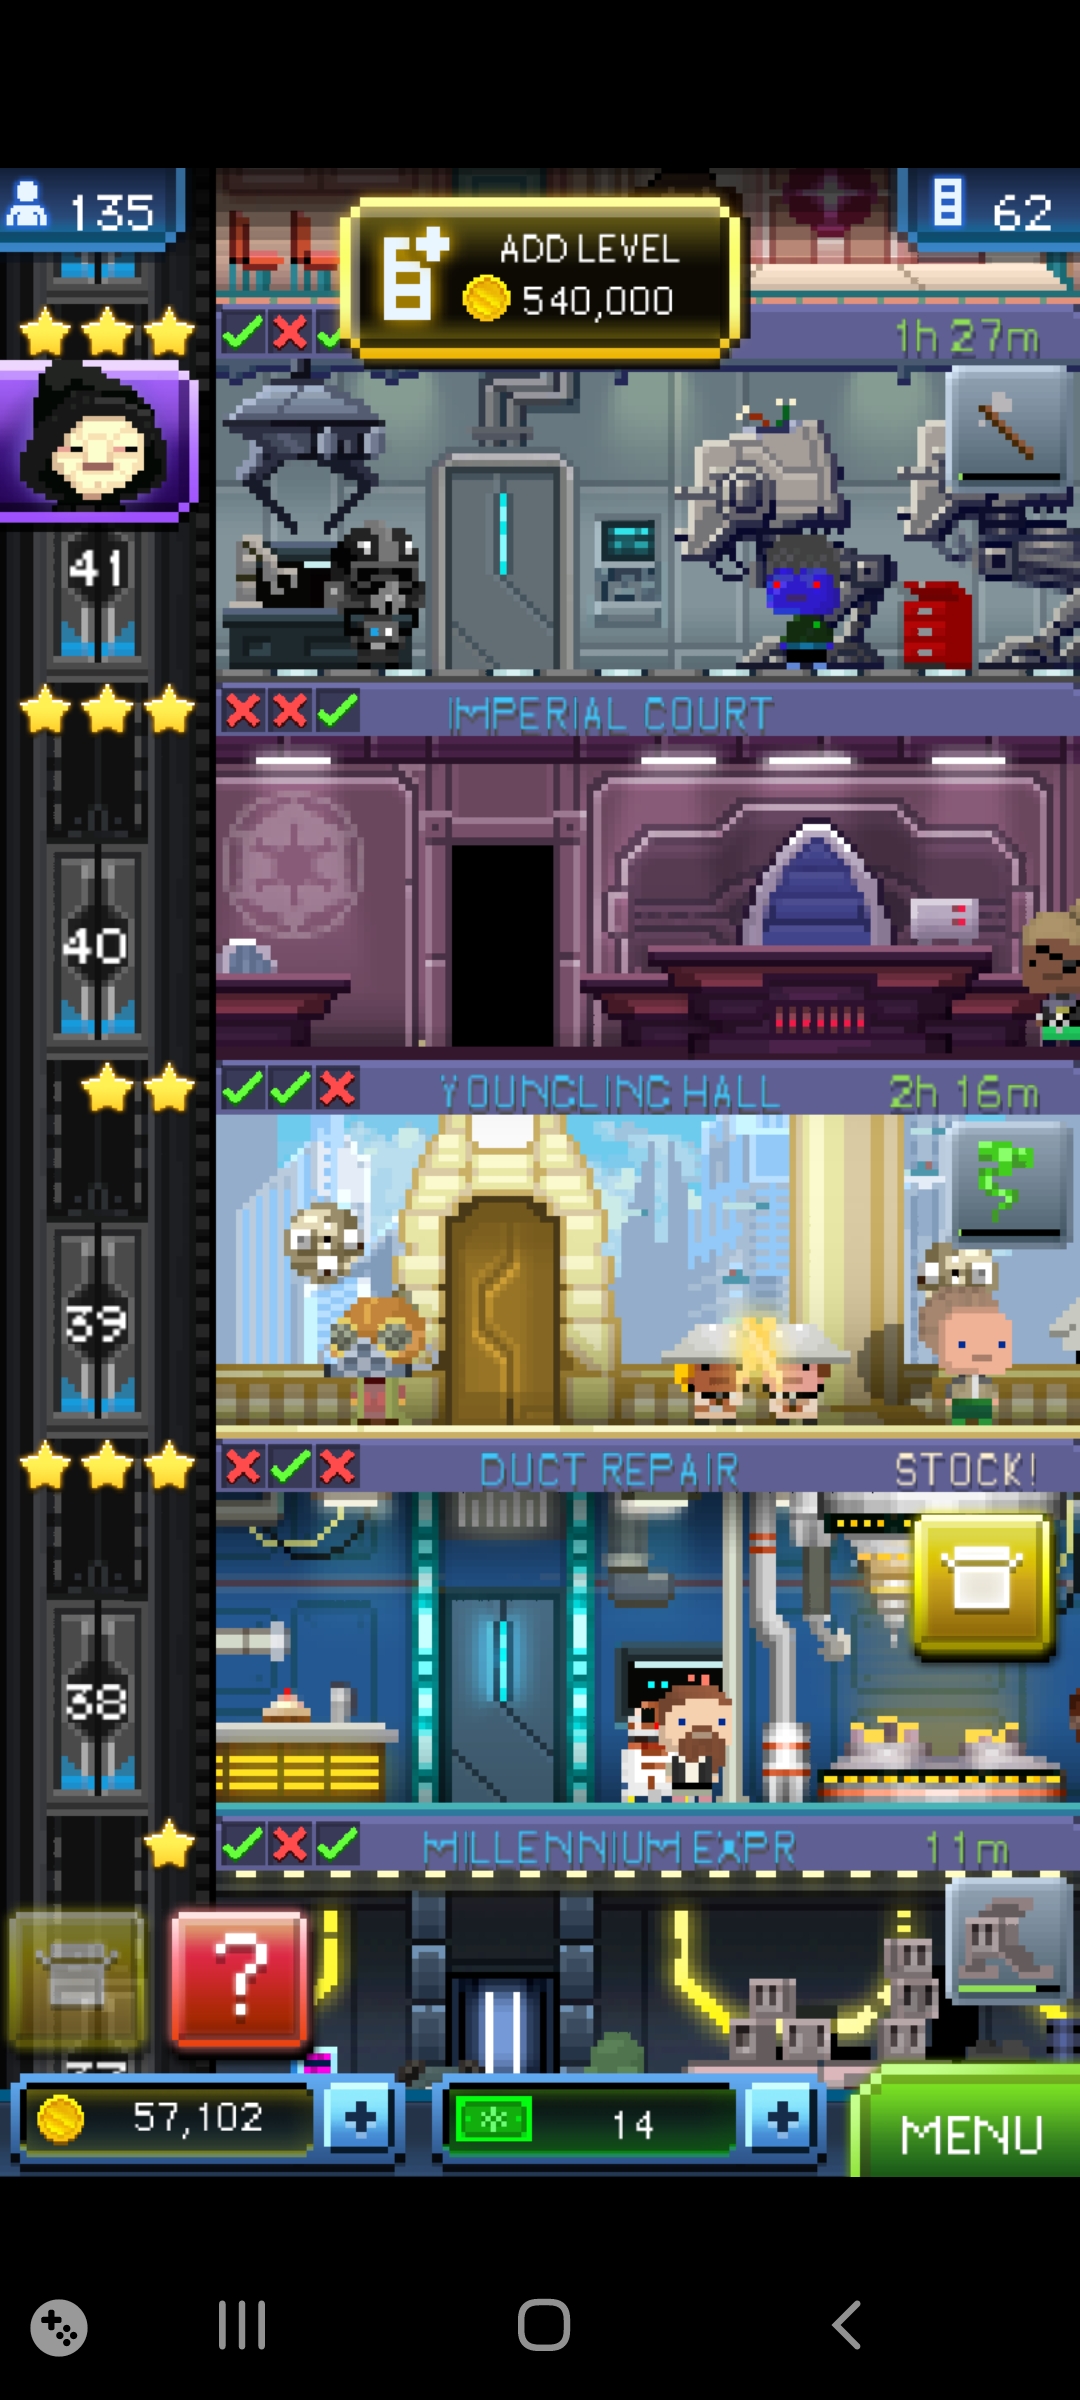 135
ADD LEVEL
540,000
62
1h 27m
41
IMPERIAL COURT
40
YOUNGLING HALL
2h 16m
39
DUCT REPAIR
STOCK!
38
MILLENNIUM EXPR
11m
?
57,102
14
MENU